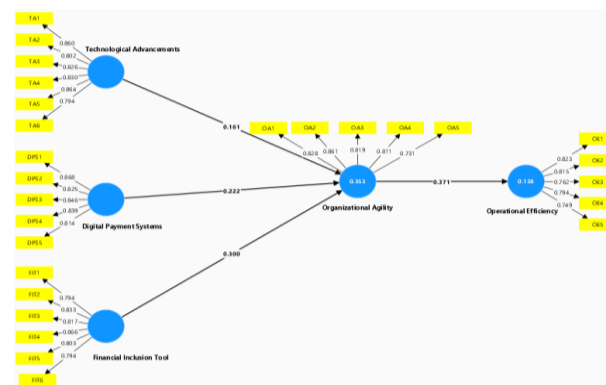 TA1
TA2
TA3
TA4
TA5
TA6
0.860
0.802
0.826
0.830
0.864
0.794
Technological Advancements
0.161
DPS1
DPS2
DPS3
DPS4
DPS5
0.868
0.825
0.846
0.839
0.814
Digital Payment Systems
0.222
FIT1
FIT2
FIT3
FIT4
FIT5
FIT6
0.794
0.833
0.817
0.866
0.803
0.794
Financial Inclusion Tool
0.300
OA1
OA2
OA3
OA4
OA5
0.828
0.861
0.819
0.811
0.731
0.353
Organizational Agility
0.371
0.138
Operational Efficiency
OE1
OE2
OE3
OE4
OE5
0.823
0.815
0.762
0.794
0.749